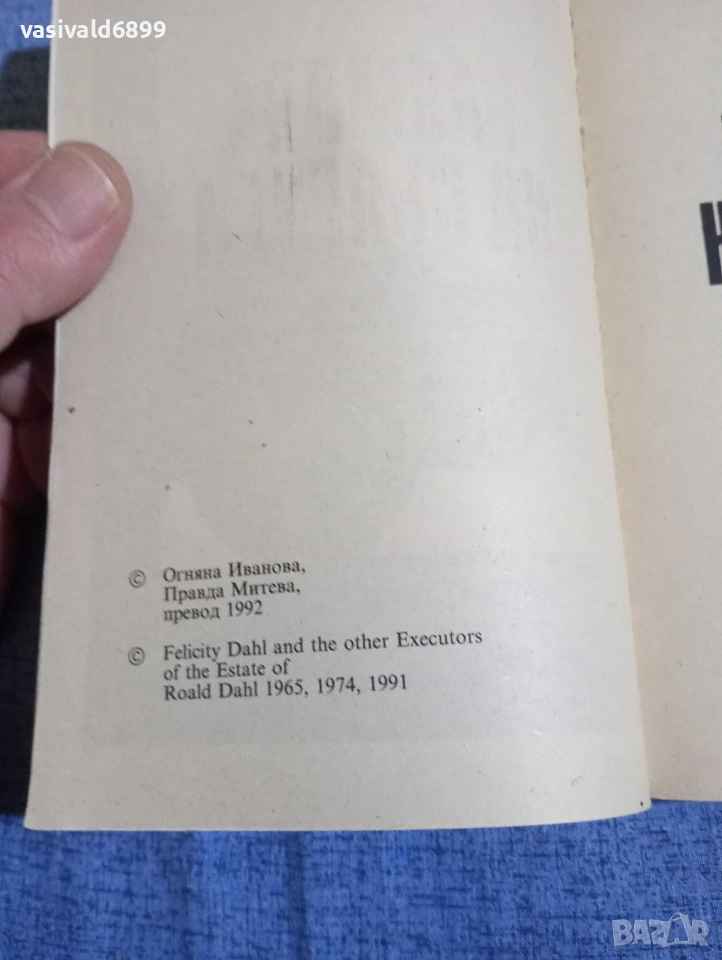 vasivald6899
© Огняна Иванова,
Правда Митева,
превод 1992
© Felicity Dahl and the other Executors
of the Estate of
Roald Dahl 1965, 1974, 1991
BAZAR